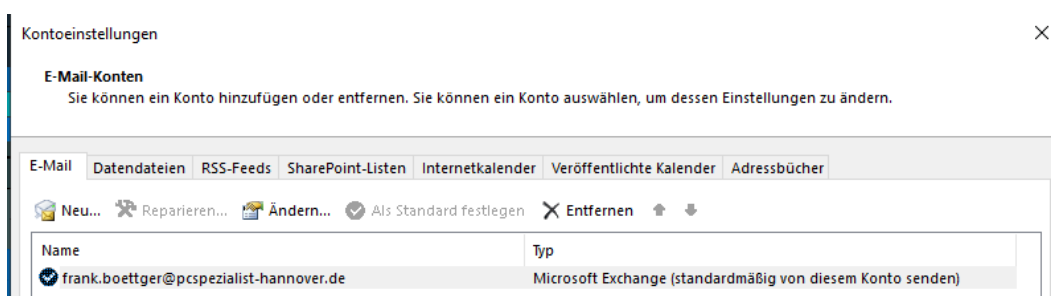 Kontoeinstellungen
E-Mail-Konten
Sie können ein Konto hinzufügen oder entfernen. Sie können ein Konto auswählen, um dessen Einstellungen zu ändern.
E-Mail Datendateien RSS-Feeds SharePoint-Listen Internetkalender Veröffentlichte Kalender Adressbücher
Neu... Reparieren... Ändern... Als Standard festlegen Entfernen
Name Typ
frank.boettger@pcspezialist-hannover.de Microsoft Exchange (standardmäßig von diesem Konto senden)